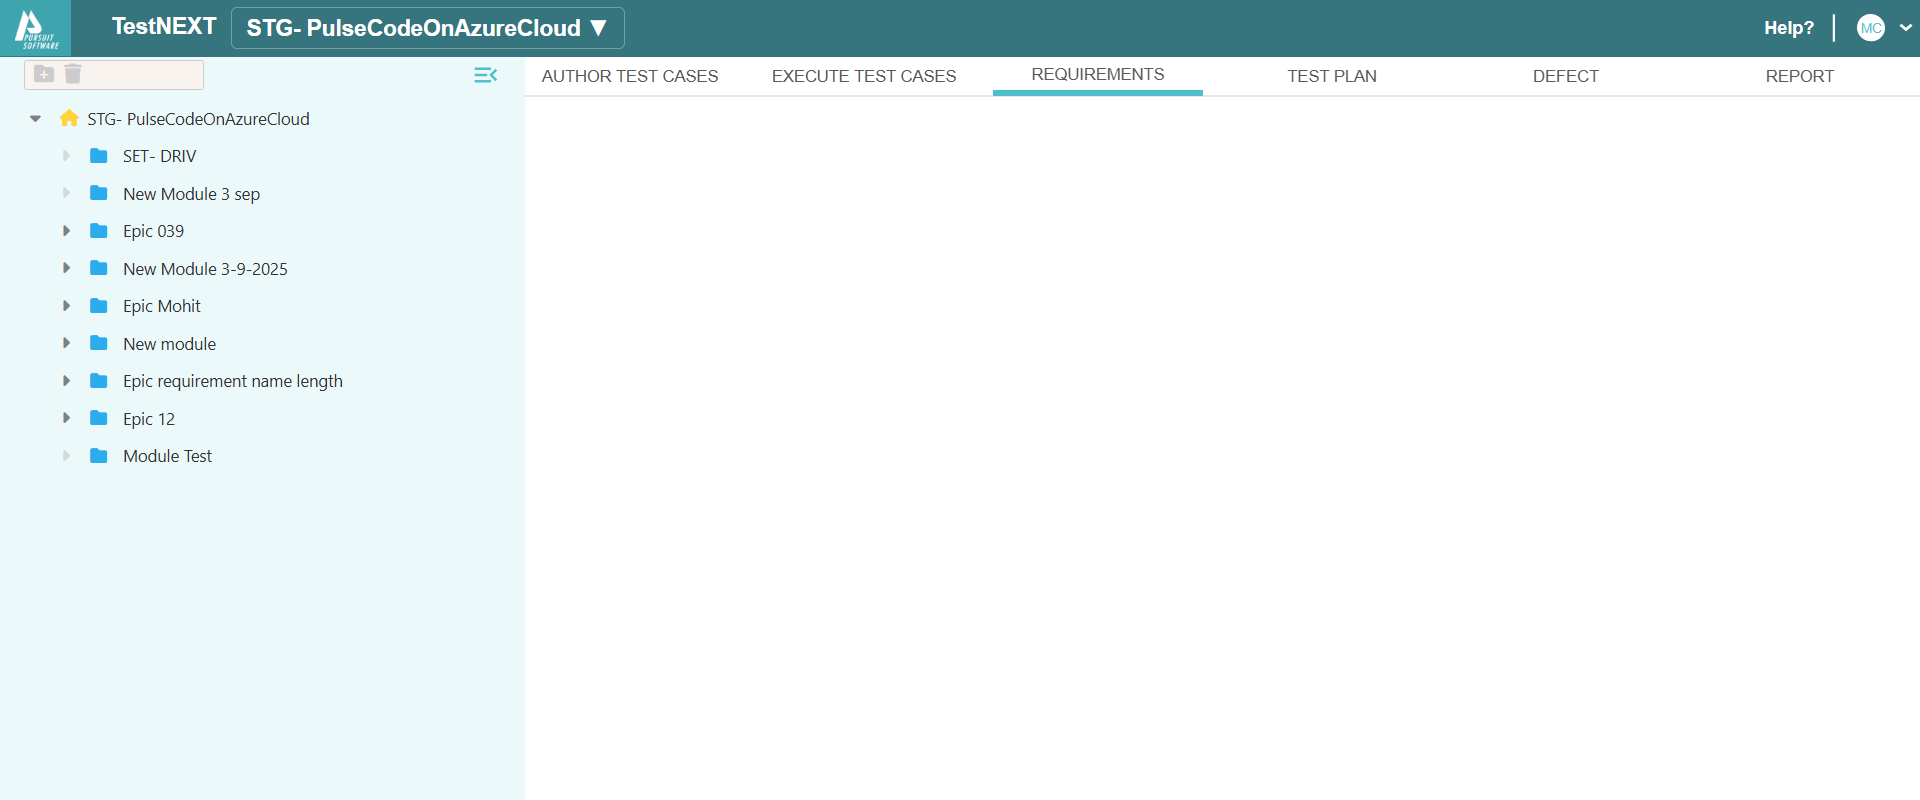 PURSUIT
SOFTWARE
TestNEXT
STG- PulseCodeOnAzureCloud ▼
Help?
MC
AUTHOR TEST CASES
EXECUTE TEST CASES
REQUIREMENTS
TEST PLAN
DEFECT
REPORT
STG- PulseCodeOnAzureCloud
SET- DRIV
New Module 3 sep
Epic 039
New Module 3-9-2025
Epic Mohit
New module
Epic requirement name length
Epic 12
Module Test